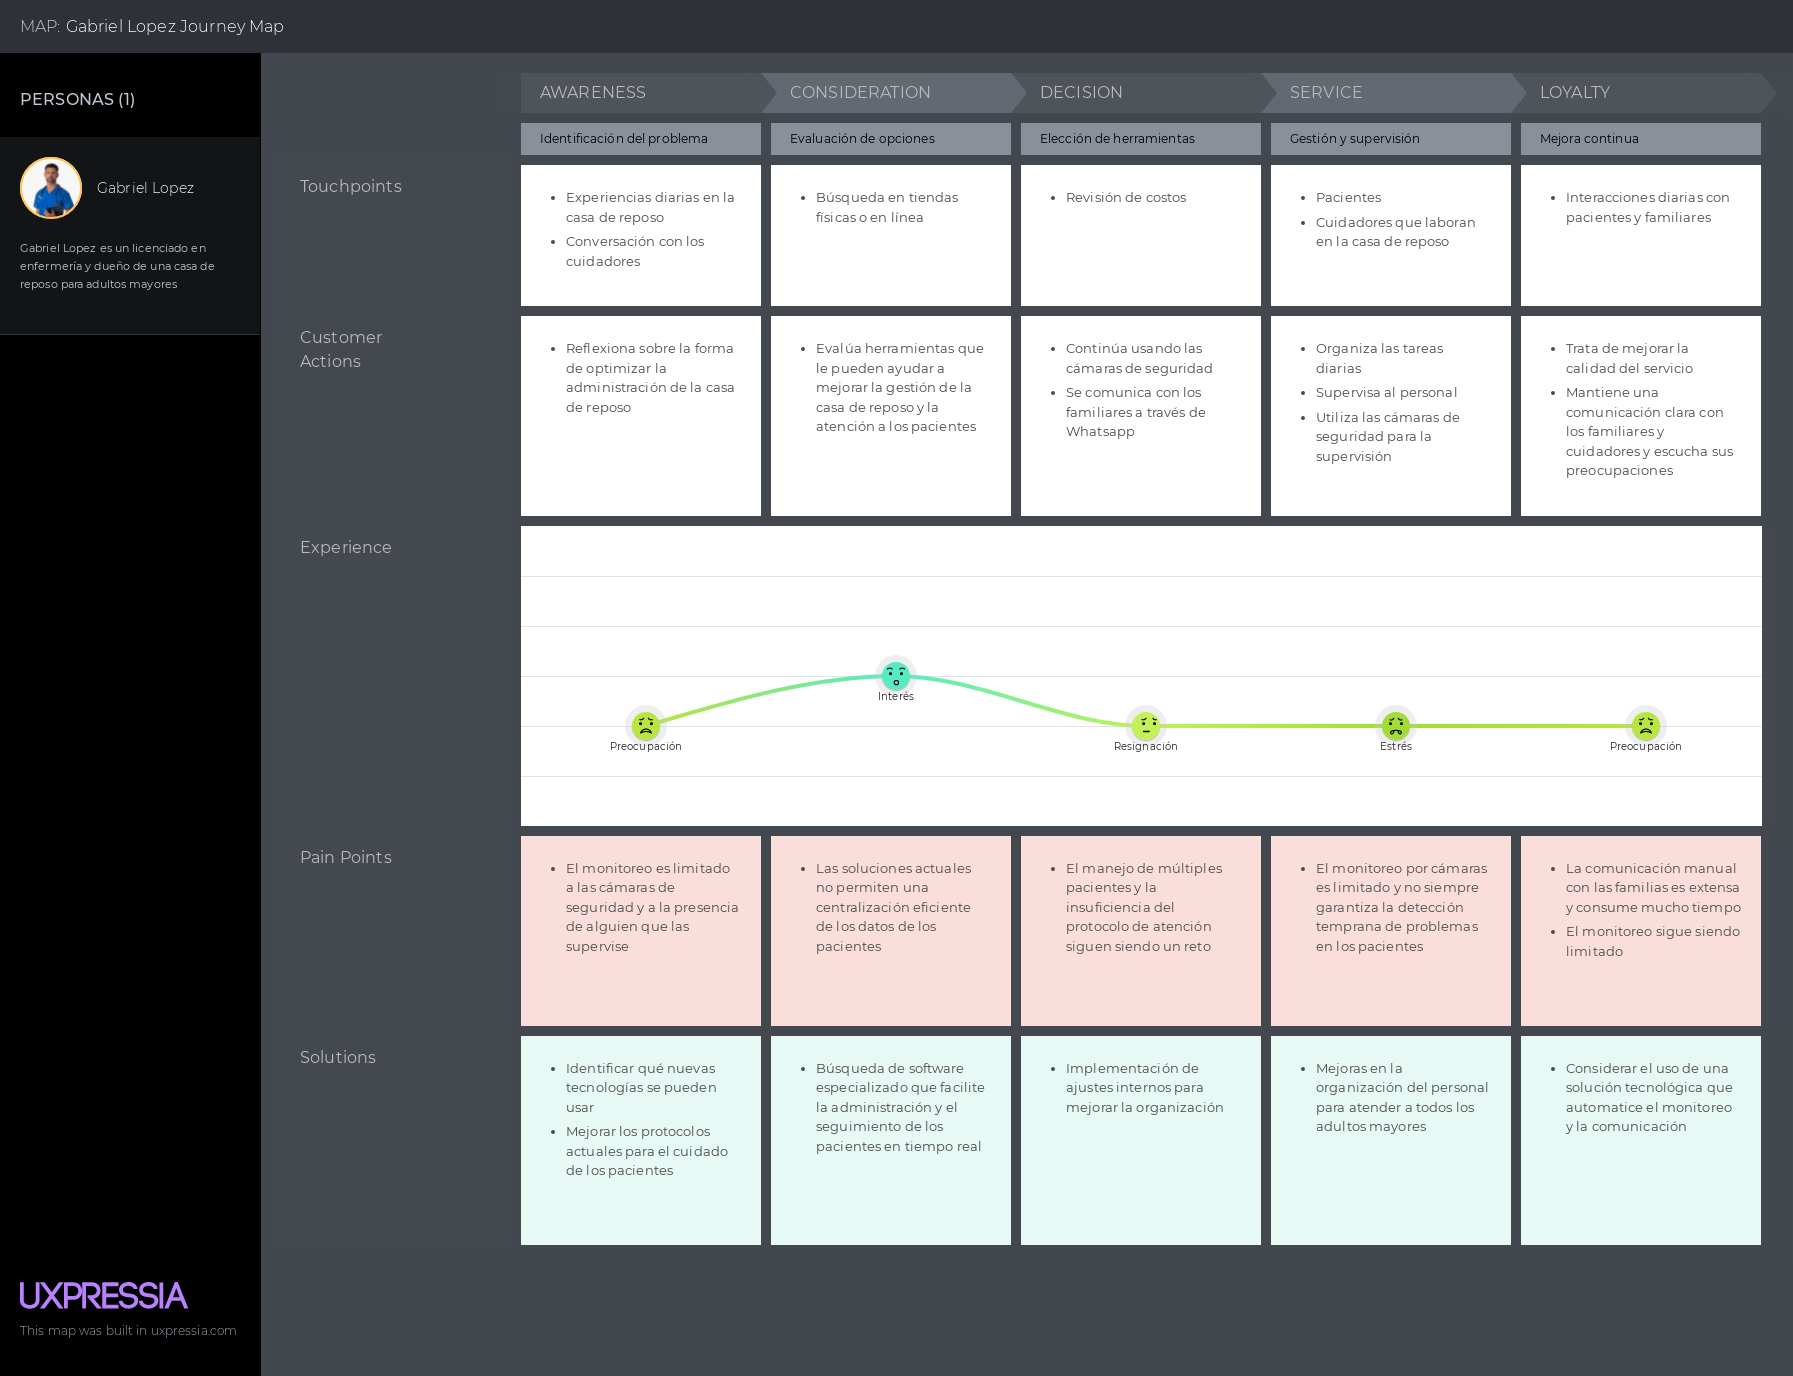 MAP: Gabriel Lopez Journey Map
PERSONAS (1)
Gabriel Lopez
Gabriel Lopez es un licenciado en
enfermería y dueño de una casa de
reposo para adultos mayores
AWARENESS
CONSIDERATION
DECISION
SERVICE
LOYALTY
Identificación del problema
Evaluación de opciones
Elección de herramientas
Gestión y supervisión
Mejora continua
Touchpoints
• Experiencias diarias en la
casa de reposo
• Conversación con los
cuidadores
• Búsqueda en tiendas
físicas o en línea
• Revisión de costos
• Pacientes
• Cuidadores que laboran
en la casa de reposo
• Interacciones diarias con
pacientes y familiares
Customer
Actions
• Reflexiona sobre la forma
de optimizar la
administración de la casa
de reposo
• Evalúa herramientas que
le pueden ayudar a
mejorar la gestión de la
casa de reposo y la
atención a los pacientes
• Continúa usando las
cámaras de seguridad
• Se comunica con los
familiares a través de
Whatsapp
• Organiza las tareas
diarias
• Supervisa al personal
• Utiliza las cámaras de
seguridad para la
supervisión
• Trata de mejorar la
calidad del servicio
• Mantiene una
comunicación clara con
los familiares y
cuidadores y escucha sus
preocupaciones
Experience
Preocupación
Interés
Resignación
Estrés
Preocupación
Pain Points
• El monitoreo es limitado
a las cámaras de
seguridad y a la presencia
de alguien que las
supervise
• Las soluciones actuales
no permiten una
centralización eficiente
de los datos de los
pacientes
• El manejo de múltiples
pacientes y la
insuficiencia del
protocolo de atención
siguen siendo un reto
• El monitoreo por cámaras
es limitado y no siempre
garantiza la detección
temprana de problemas
en los pacientes
• La comunicación manual
con las familias es extensa
y consume mucho tiempo
• El monitoreo sigue siendo
limitado
Solutions
• Identificar qué nuevas
tecnologías se pueden
usar
• Mejorar los protocolos
actuales para el cuidado
de los pacientes
• Búsqueda de software
especializado que facilite
la administración y el
seguimiento de los
pacientes en tiempo real
• Implementación de
ajustes internos para
mejorar la organización
• Mejoras en la
organización del personal
para atender a todos los
adultos mayores
• Considerar el uso de una
solución tecnológica que
automatice el monitoreo
y la comunicación
UXPRESSIA
This map was built in uxpressia.com